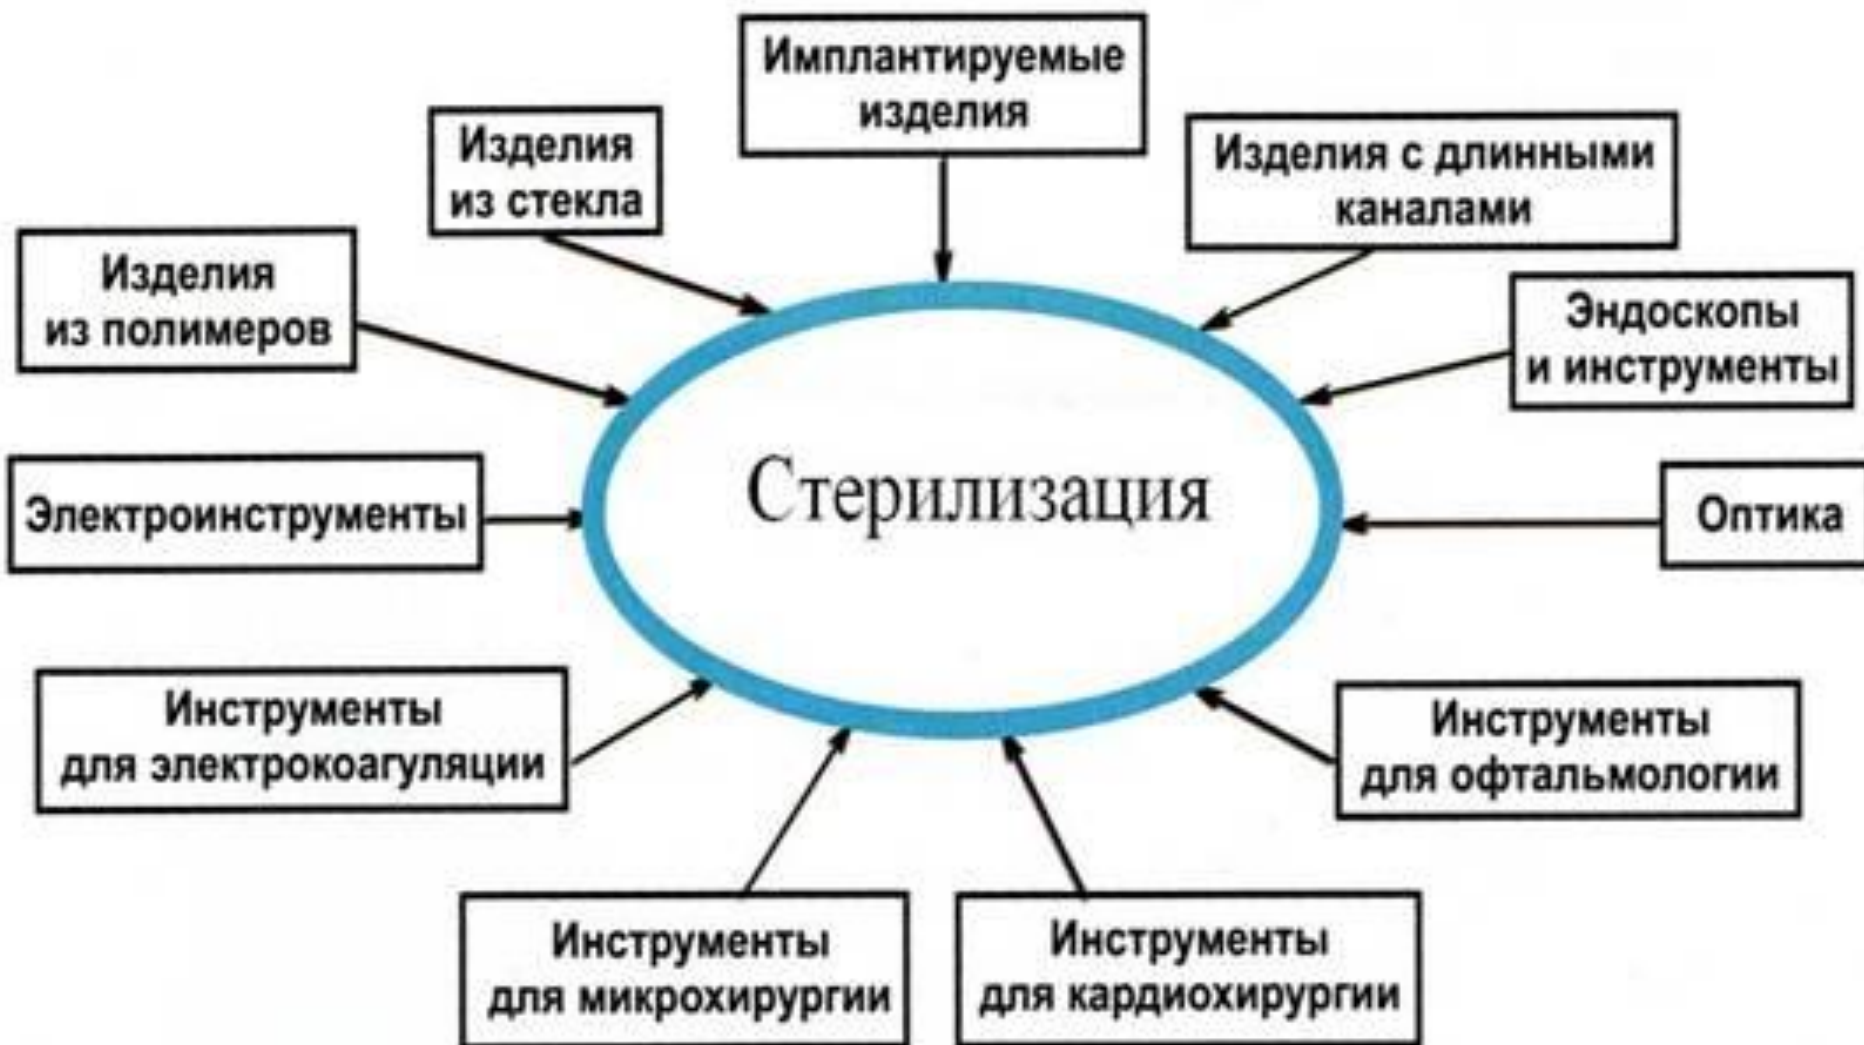 Имплантируемые
изделия
Изделия
из стекла
Изделия с длинными
каналами
Изделия
из полимеров
Эндоскопы
и инструменты
Стерилизация
Электроинструменты
Оптика
Инструменты
для электрокоагуляции
Инструменты
для офтальмологии
Инструменты
для микрохирургии
Инструменты
для кардиохирургии